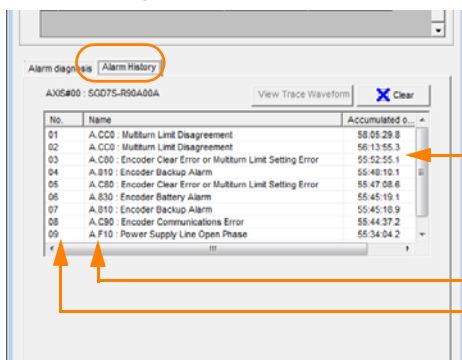 Alarm diagnosis Alarm History
AXIS#00 : SGD7S-R90A00A View Trace Waveform Clear
No. Name Accumulated o...
01 A.CC0 : Multiturn Limit Disagreement 58:05:29.8
02 A.CC0 : Multiturn Limit Disagreement 56:13:55.3
03 A.C80 : Encoder Clear Error or Multiturn Limit Setting Error 55:52:55.1
04 A.810 : Encoder Backup Alarm 55:48:10.1
05 A.C80 : Encoder Clear Error or Multiturn Limit Setting Error 55:47:08.6
06 A.830 : Encoder Battery Alarm 55:45:19.1
07 A.810 : Encoder Backup Alarm 55:45:18.9
08 A.C90 : Encoder Communications Error 55:44:37.2
09 A.F10 : Power Supply Line Open Phase 55:34:04.2